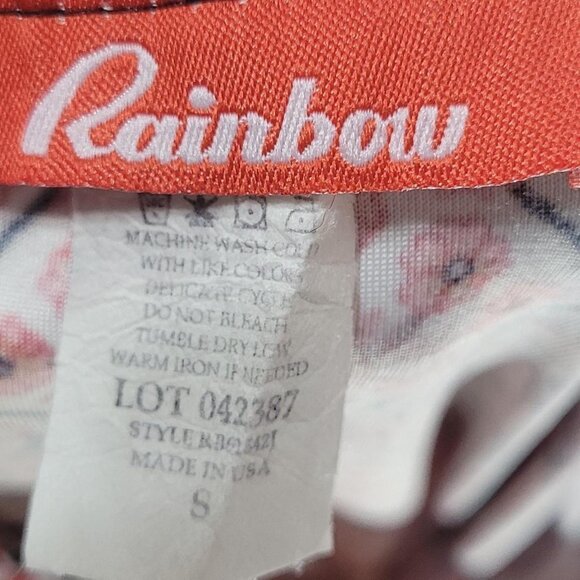 Rainbow
MACHINE WASH COLD
WITH LIKE COLORS
DELICATE CYCLE
DO NOT BLEACH
TUMBLE DRY LOW
WARM IRON IF NEEDED
LOT 042387
STYLE
MADE IN USA
S